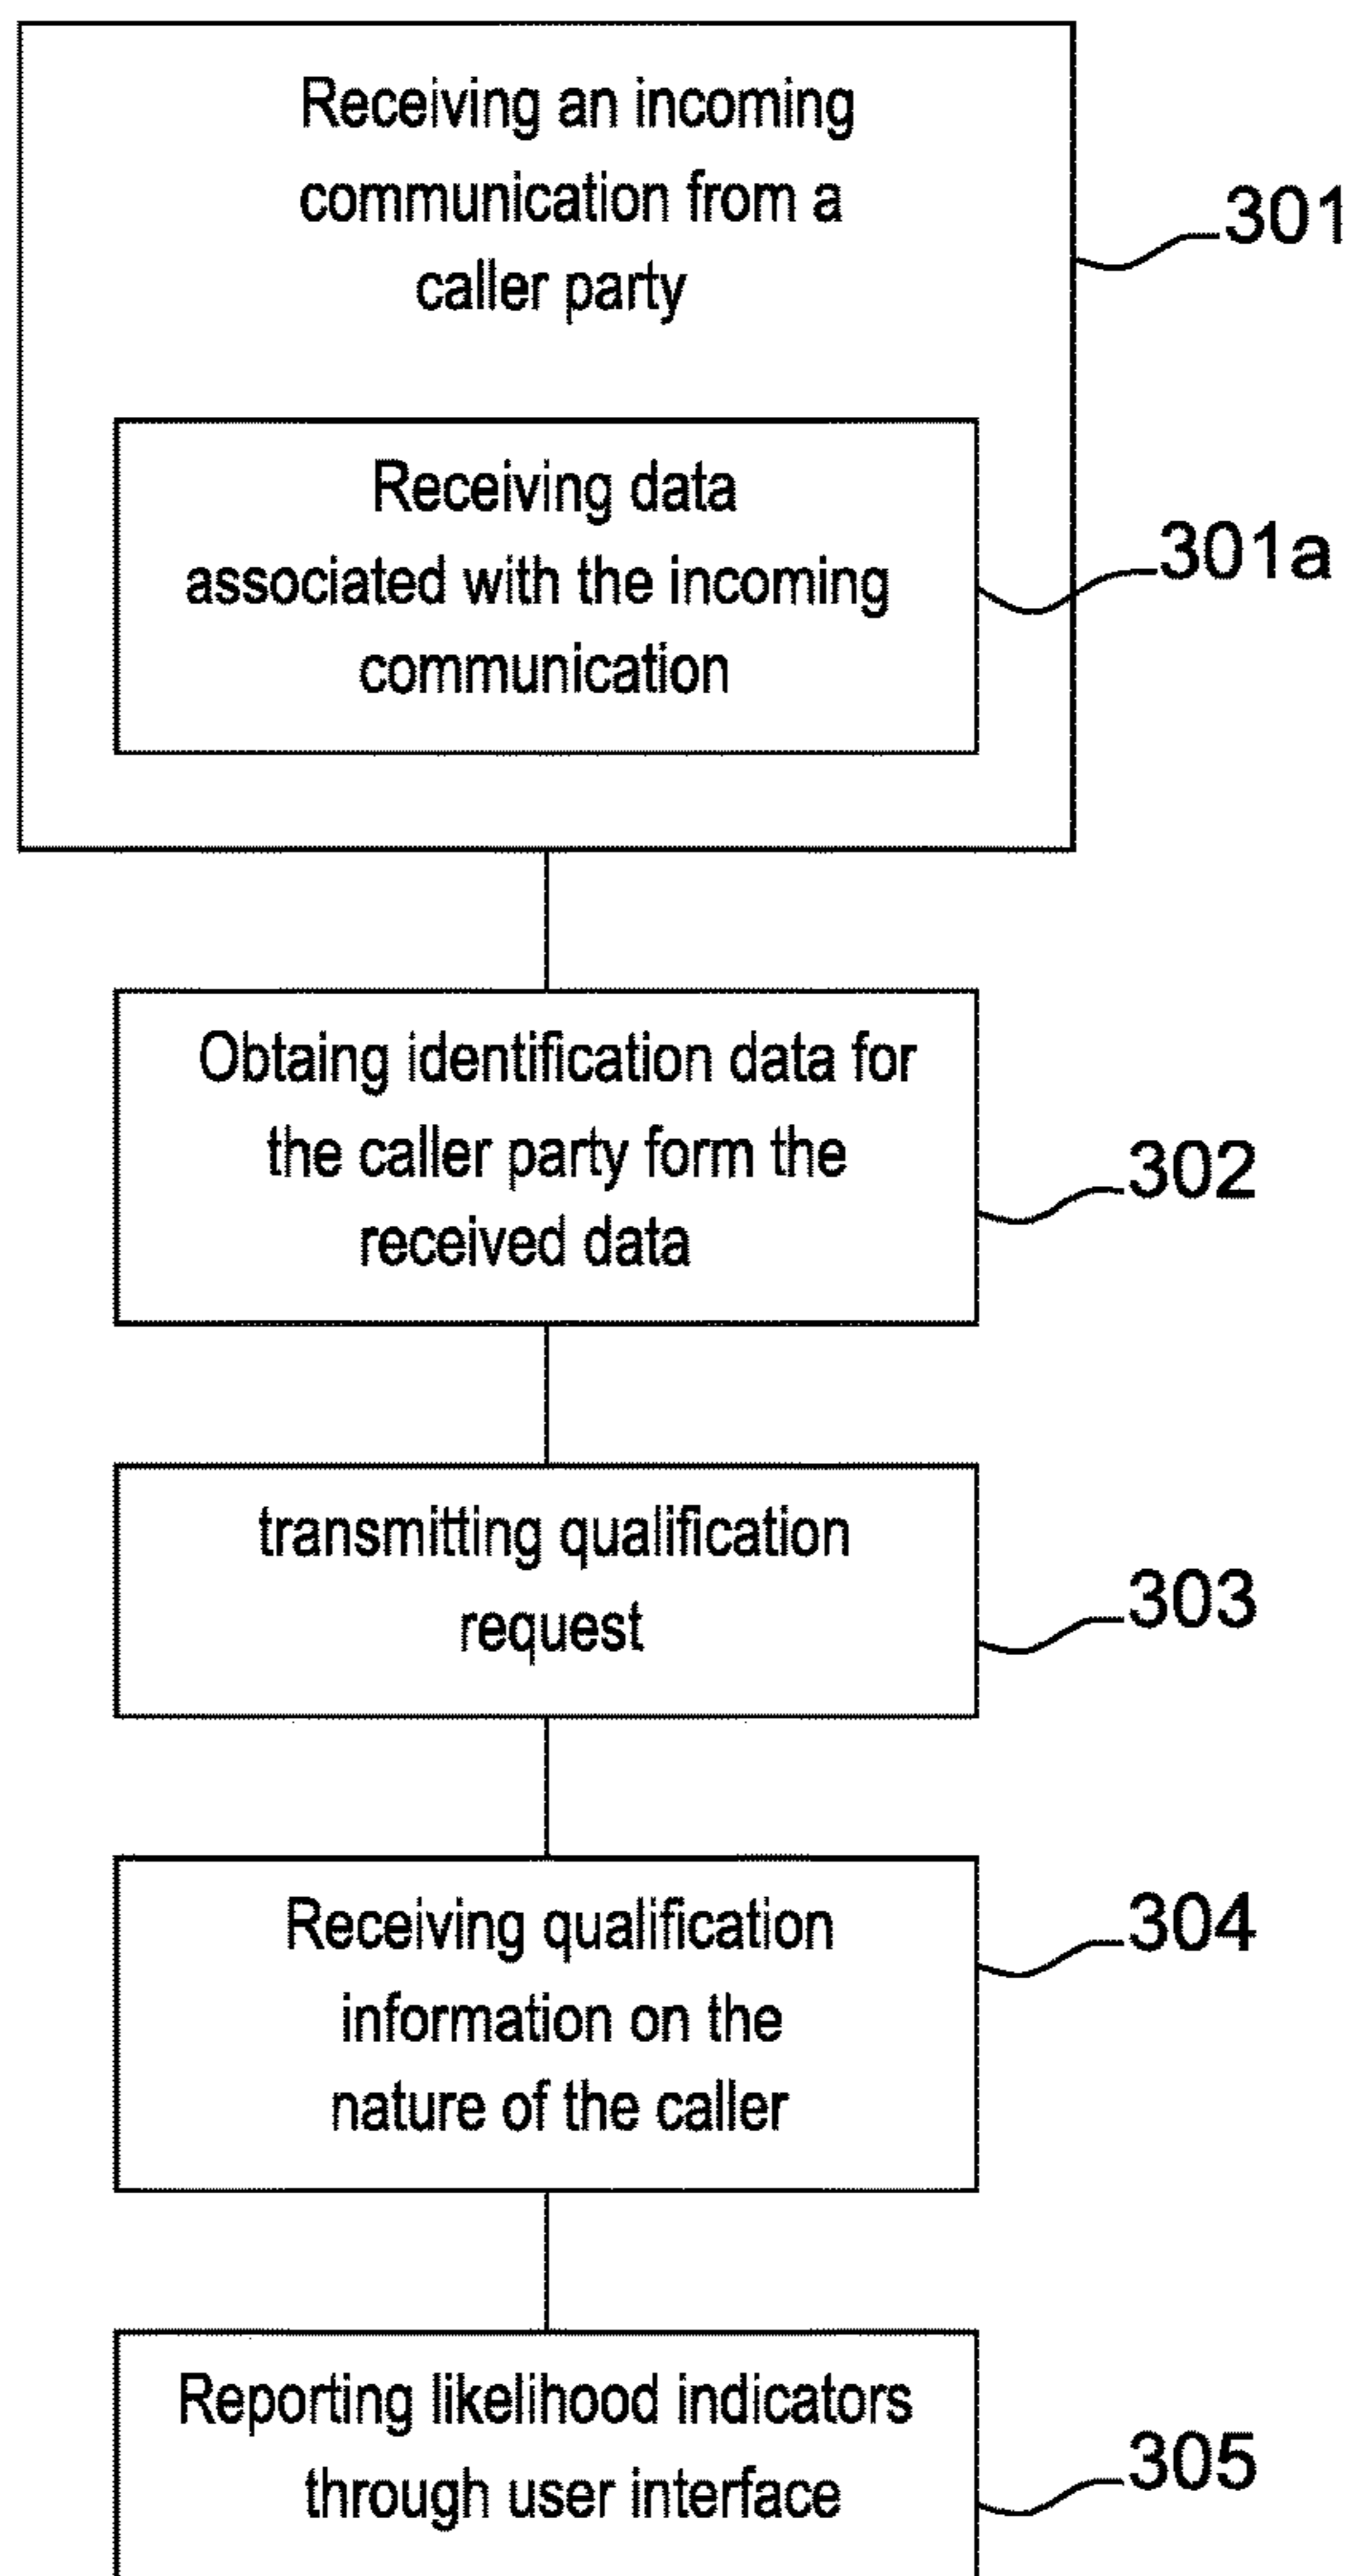 Receiving an incoming
communication from a
caller party
301
Receiving data
associated with the incoming
communication
301a
Obtaing identification data for
the caller party form the
received data
302
transmitting qualification
request
303
Receiving qualification
information on the
nature of the caller
304
Reporting likelihood indicators
through user interface
305